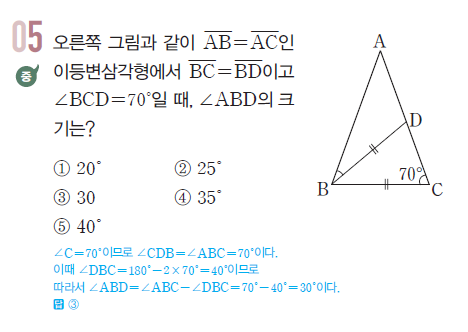 05
중
오른쪽 그림과 같이 AB=AC인
이등변삼각형에서 BC=BD이고
∠BCD=70°일 때, ∠ABD의 크
기는?
① 20° ② 25°
③ 30 ④ 35°
⑤ 40°
A
D
70°
B
C
∠C=70°이므로 ∠CDB=∠ABC=70°이다.
이때 ∠DBC=180°-2×70°=40°이므로
따라서 ∠ABD=∠ABC-∠DBC=70°-40°=30°이다.
답 ③